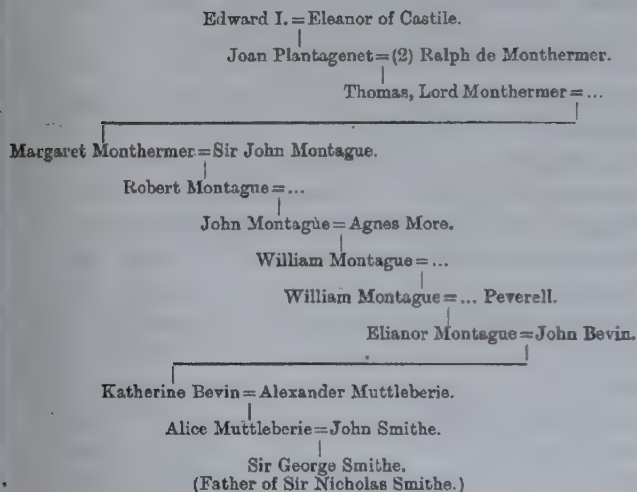 Edward I.=Eleanor of Castile.
Joan Plantagenet=(2) Ralph de Monthermer.
Thomas, Lord Monthermer=...
Margaret Monthermer=Sir John Montague.
Robert Montague=...
John Montague=Agnes More.
William Montague=...
William Montague=... Peverell.
Elianor Montague=John Bevin.
Katherine Bevin=Alexander Muttleberie.
Alice Muttleberie=John Smithe.
Sir George Smithe.
(Father of Sir Nicholas Smithe.)